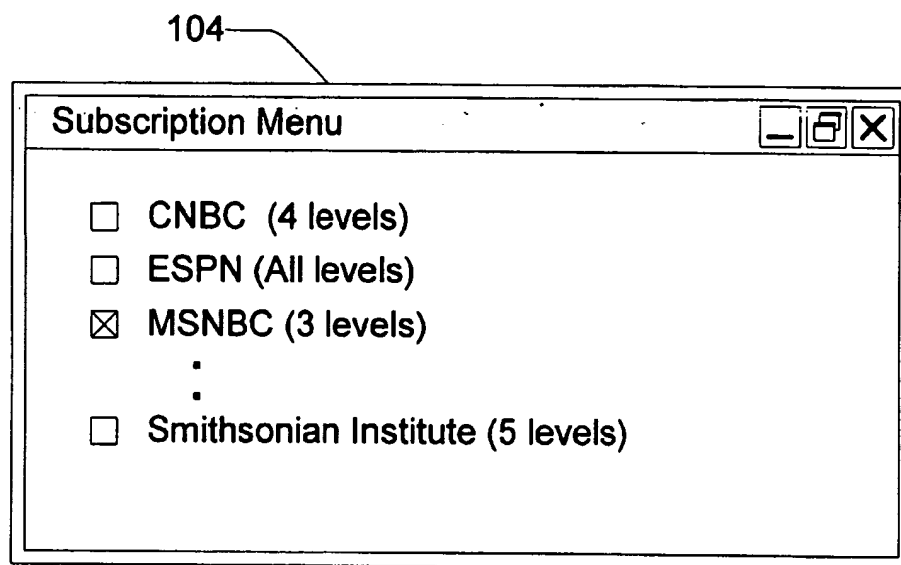 104
Subscription Menu
CNBC (4 levels)
ESPN (All levels)
MSNBC (3 levels)
Smithsonian Institute (5 levels)